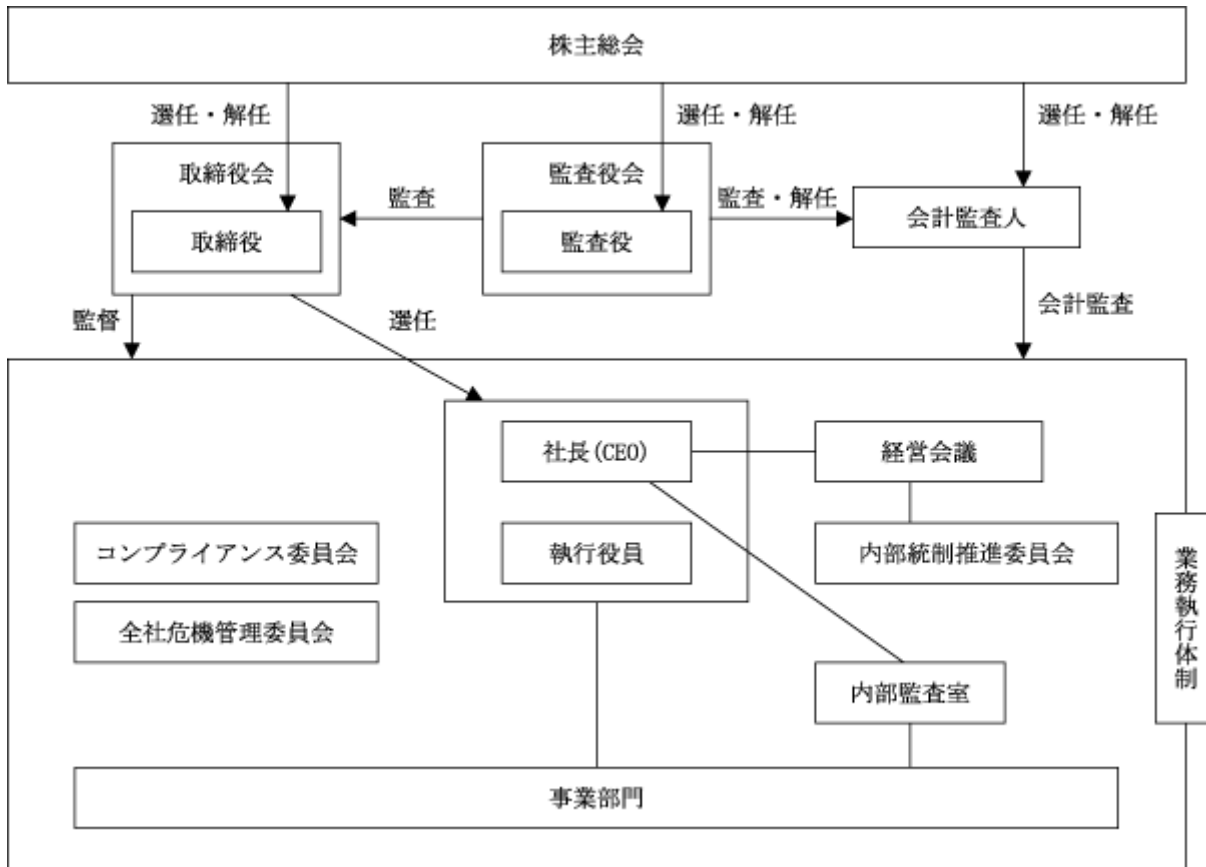 株主総会
選任・解任
選任・解任
選任・解任
取締役会
監査役会
監査
監査・解任
会計監査人
取締役
監査役
監督
選任
会計監査
社長(CEO)
経営会議
コンプライアンス委員会
執行役員
内部統制推進委員会
全社危機管理委員会
業務執行体制
内部監査室
事業部門